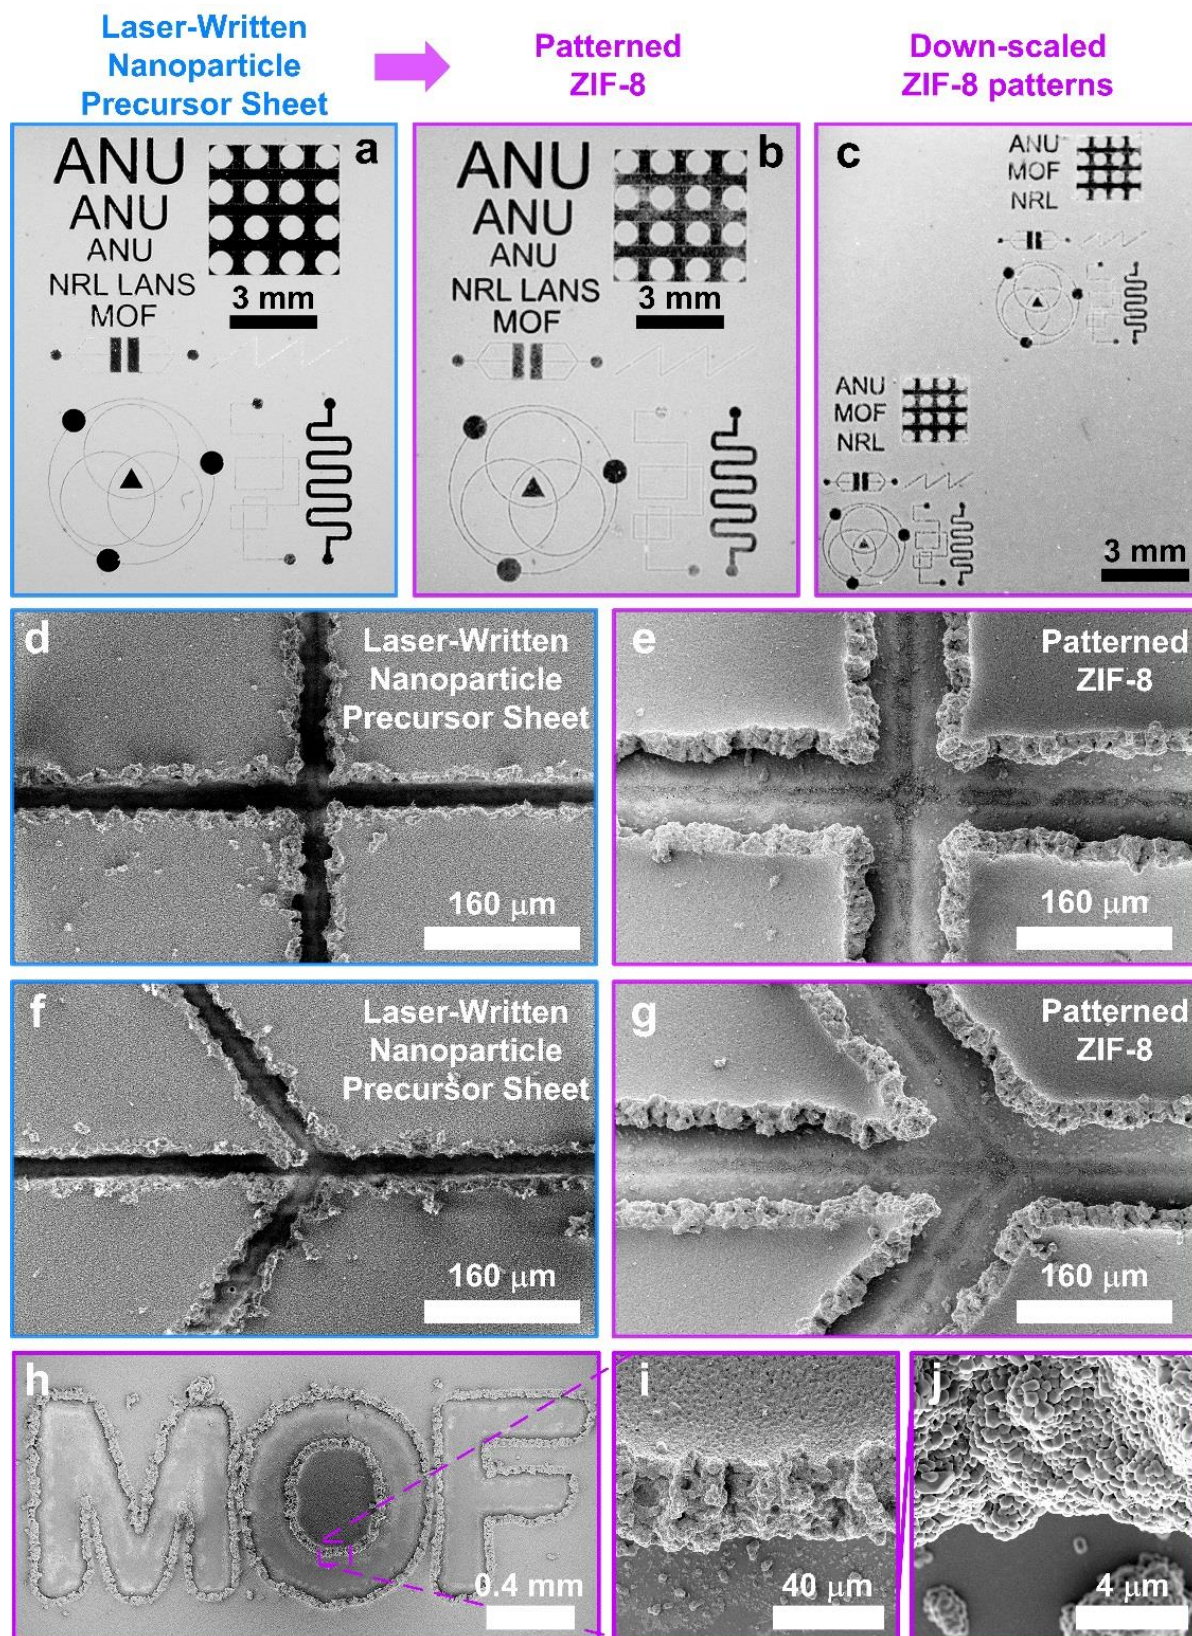 Laser-Written
Nanoparticle
Precursor Sheet
Patterned
ZIF-8
Down-scaled
ZIF-8 patterns
a
ANU
ANU
ANU
NRL LANS
MOF
3 mm
b
ANU
ANU
ANU
NRL LANS
MOF
3 mm
c
ANU
MOF
NRL
ANU
MOF
NRL
3 mm
d
Laser-Written
Nanoparticle
Precursor Sheet
160 μm
e
Patterned
ZIF-8
160 μm
f
Laser-Written
Nanoparticle
Precursor Sheet
160 μm
g
Patterned
ZIF-8
160 μm
h
MOF
0.4 mm
i
40 μm
j
4 μm